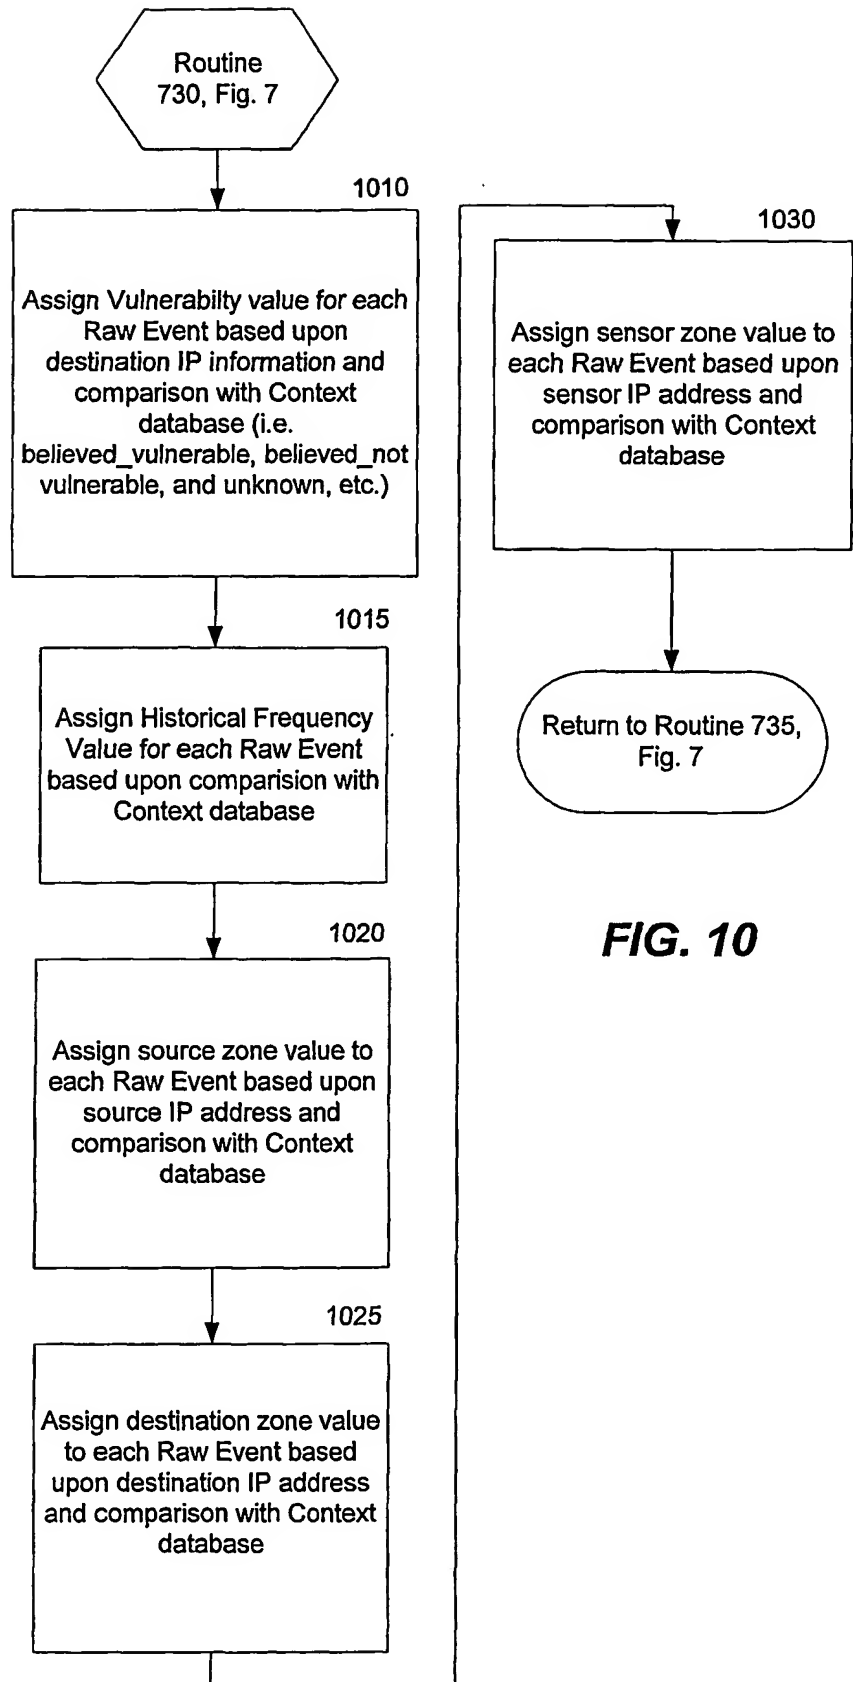 Routine
730, Fig. 7
1010
Assign Vulnerabilty value for each
Raw Event based upon
destination IP information and
comparison with Context
database (i.e.
believed_vulnerable, believed_not
vulnerable, and unknown, etc.)
1015
Assign Historical Frequency
Value for each Raw Event
based upon comparision with
Context database
1020
Assign source zone value to
each Raw Event based upon
source IP address and
comparison with Context
database
1025
Assign destination zone value
to each Raw Event based
upon destination IP address
and comparison with Context
database
1030
Assign sensor zone value to
each Raw Event based upon
sensor IP address and
comparison with Context
database
Return to Routine 735,
Fig. 7
FIG. 10